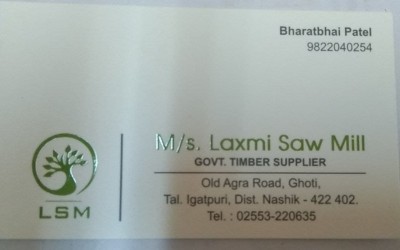 Bharatbhai Patel
9822040254
M/s. Laxmi Saw Mill
GOVT. TIMBER SUPPLIER
LSM
Old Agra Road, Ghoti,
Tal. Igatpuri, Dist. Nashik - 422 402.
Tel. : 02553-220635